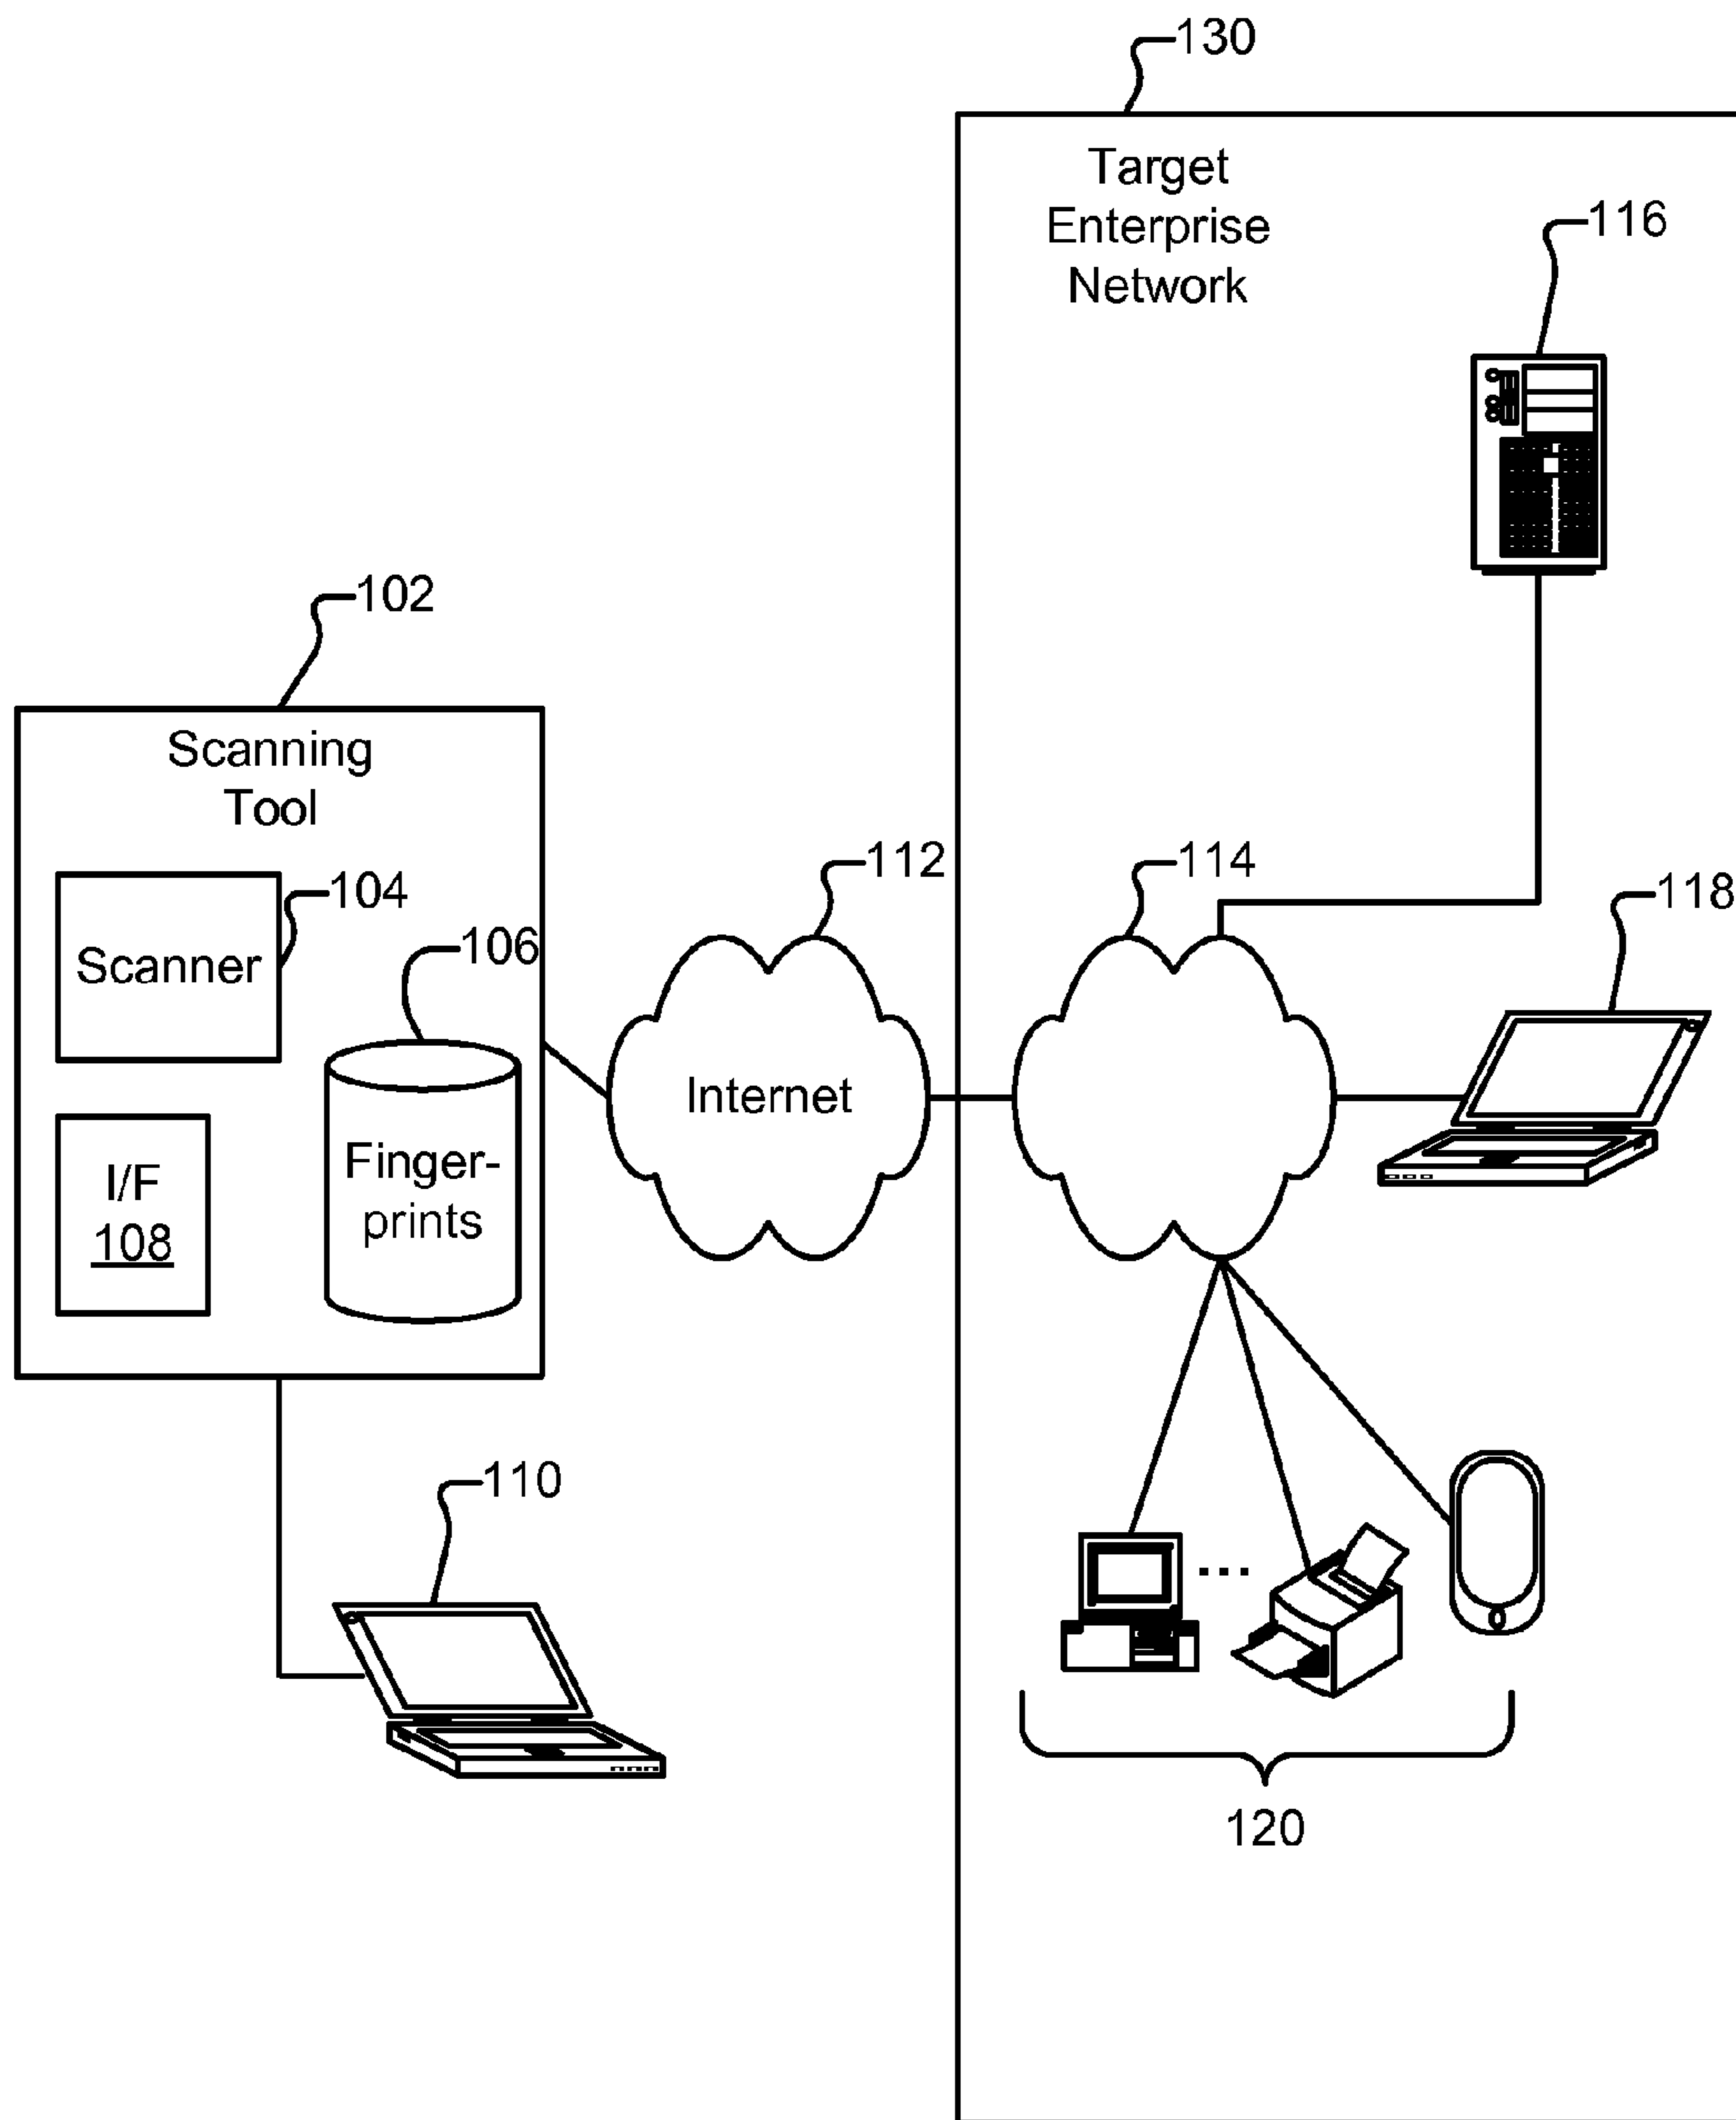 130
Target
Enterprise
Network
116
102
Scanning
Tool
112
114
118
104
Scanner
106
Internet
Finger-
prints
I/F
108
110
...
120